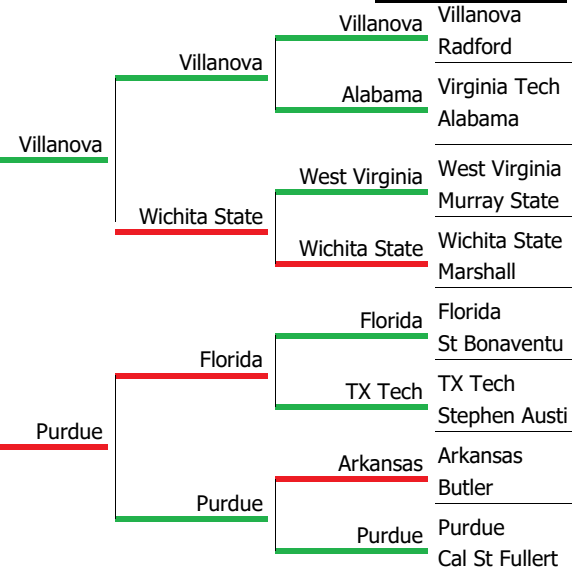 Villanova
Radford
Virginia Tech
Alabama
West Virginia
Murray State
Wichita State
Marshall
Florida
St Bonaventu
TX Tech
Stephen Austi
Arkansas
Butler
Purdue
Cal St Fullert
Villanova
Alabama
West Virginia
Wichita State
Florida
TX Tech
Arkansas
Purdue
Villanova
Wichita State
Florida
Purdue
Villanova
Purdue